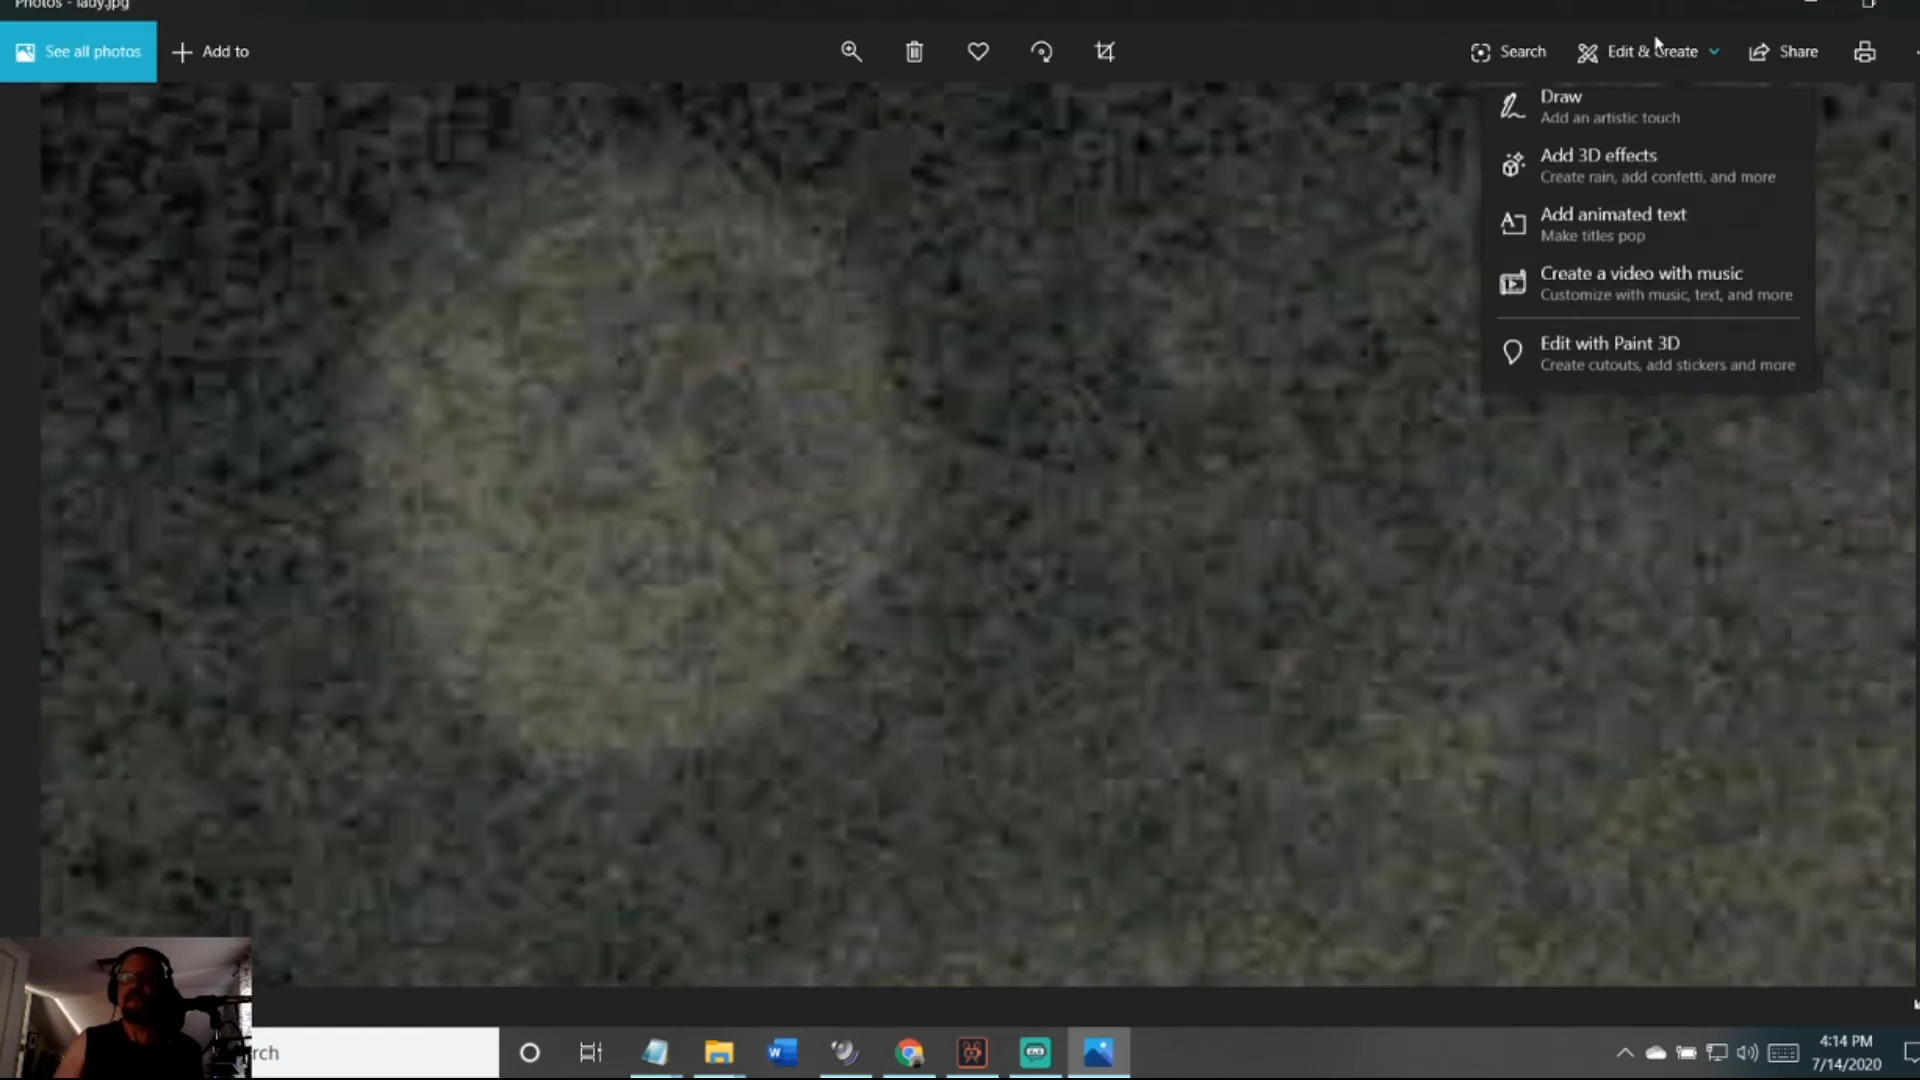 Photos - lady.jpg
See all photos
Add to
Search
Edit & Create
Share
Draw
Add an artistic touch
Add 3D effects
Create rain, add confetti, and more
Add animated text
Make titles pop
Create a video with music
Customize with music, text, and more
Edit with Paint 3D
Create cutouts, add stickers and more
rch
4:14 PM
7/14/2020